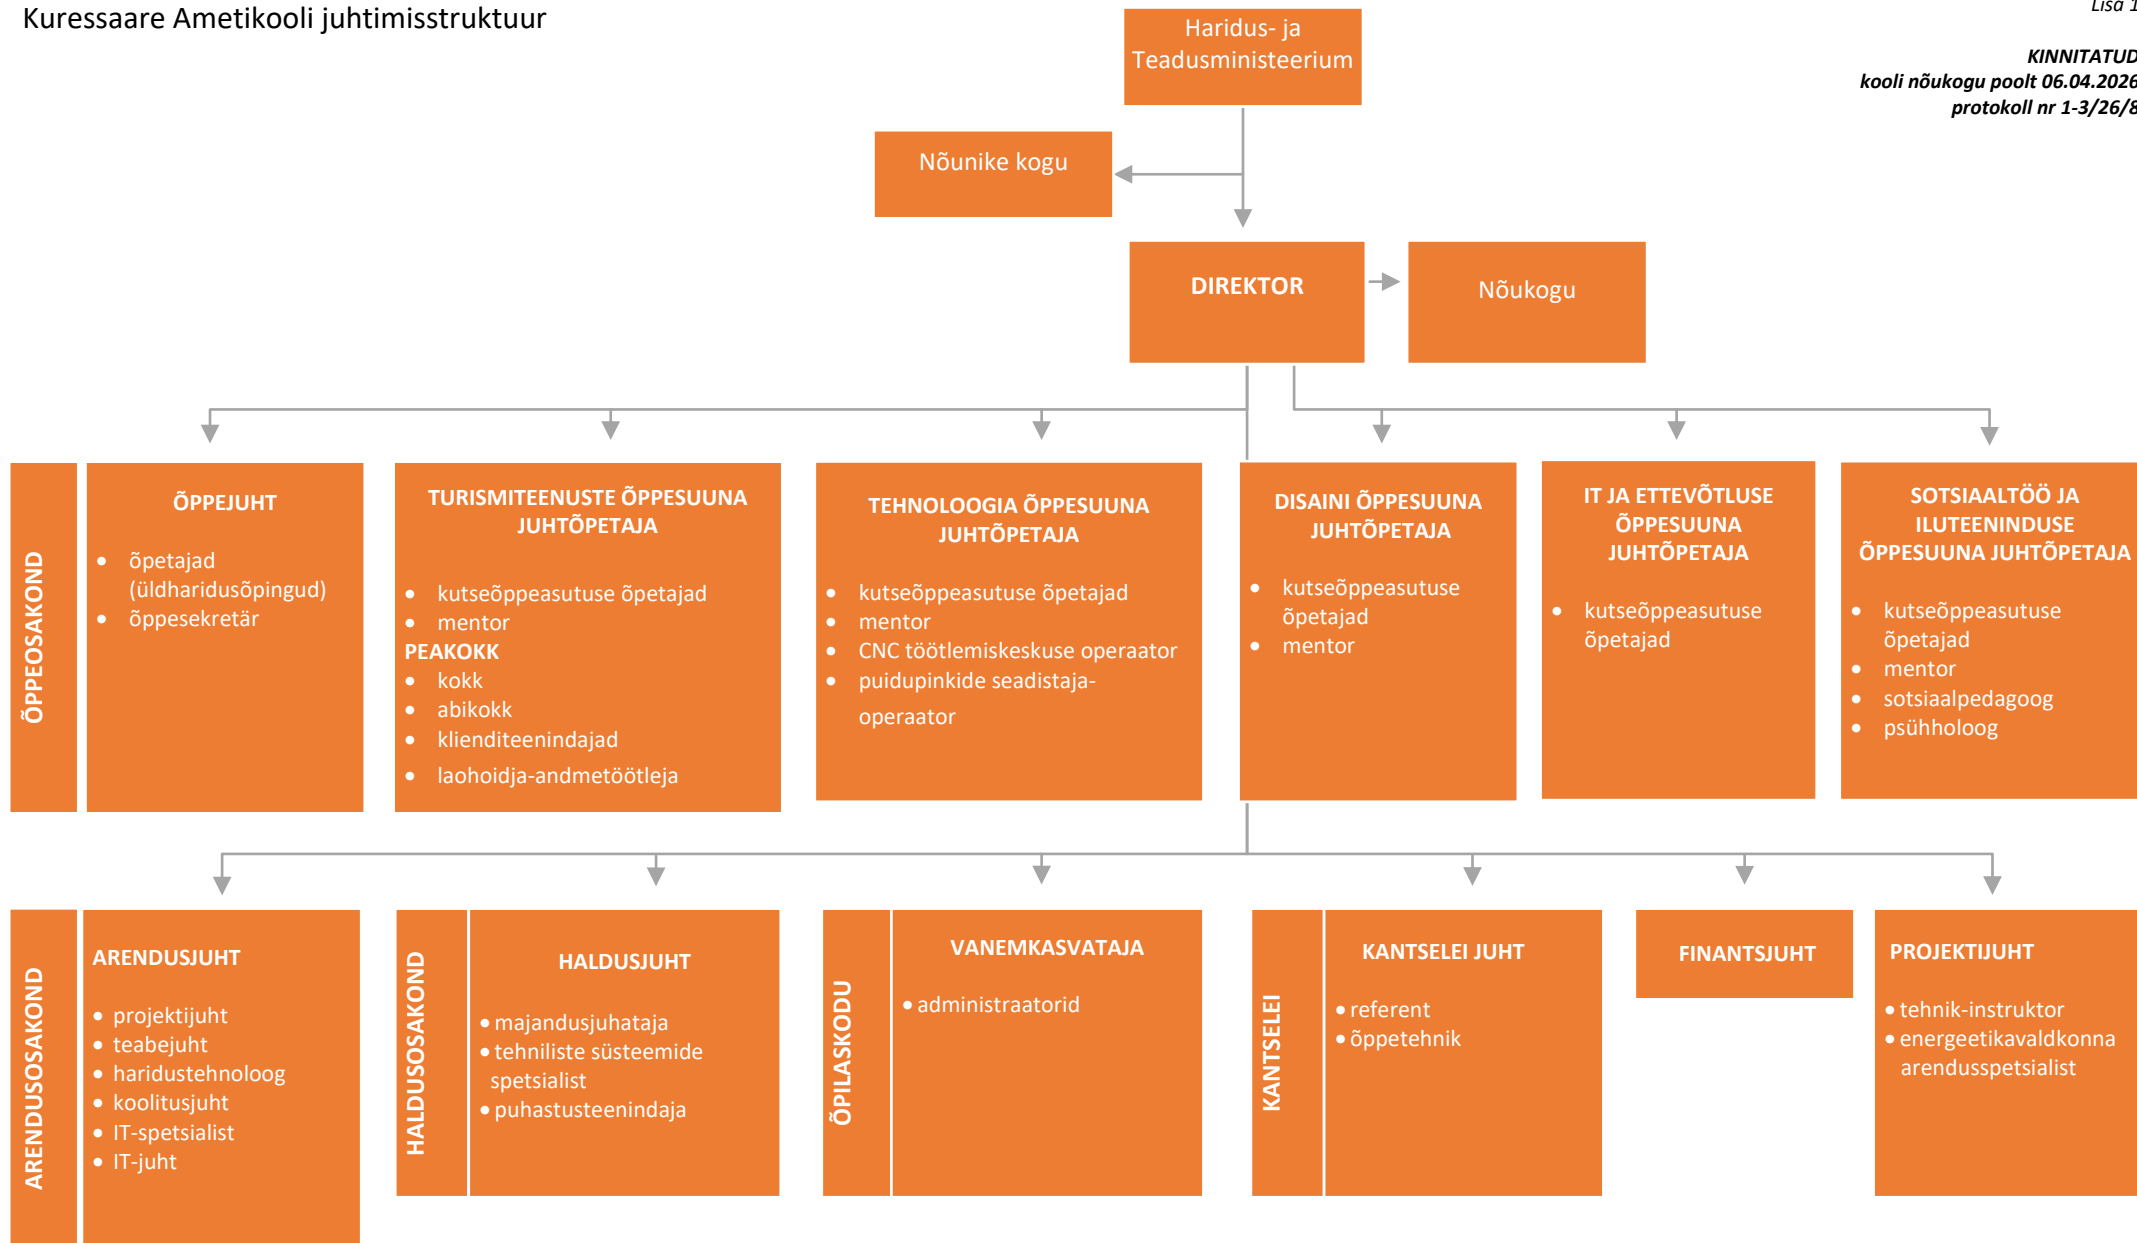 Kuressaare Ametikooli juhtimisstruktuur
Lisa 1
KINNITATUD
kooli nõukogu poolt 06.04.2026
protokoll nr 1-3/26/8
Haridus- ja
Teadusministeerium
Nõunike kogu
DIREKTOR
Nõukogu
ÕPPEOSAKOND
ÕPPEJUHT
• õpetajad
(üldharidusõpingud)
• õppesekretär
TURISMITEENUSTE ÕPPESUUNA
JUHTÕPETAJA
• kutseõppeasutuse õpetajad
• mentor
PEAKOKK
• kokk
• abikokk
• klienditeenindajad
• laohoidja-andmetöötleja
TEHNOLOOGIA ÕPPESUUNA
JUHTÕPETAJA
• kutseõppeasutuse õpetajad
• mentor
• CNC töötlemiskeskuse operaator
• puidupinkide seadistaja-
operaator
DISAINI ÕPPESUUNA
JUHTÕPETAJA
• kutseõppeasutuse
õpetajad
• mentor
IT JA ETTEVÕTLUSE
ÕPPESUUNA
JUHTÕPETAJA
• kutseõppeasutuse
õpetajad
SOTSIAALTÖÖ JA
ILUTEENINDUSE
ÕPPESUUNA JUHTÕPETAJA
• kutseõppeasutuse
õpetajad
• mentor
• sotsiaalpedagoog
• psühholoog
ARENDUSOSAKOND
ARENDUSJUHT
• projektijuht
• teabejuht
• haridustehnoloog
• koolitusjuht
• IT-spetsialist
• IT-juht
HALDUSOSAKOND
HALDUSJUHT
• majandusjuhataja
• tehniliste süsteemide
spetsialist
• puhastusteenindaja
ÕPILASKODU
VANEMKASVATAJA
• administraatorid
KANTSELEI
KANTSELEI JUHT
• referent
• õppetehnik
FINANTSJUHT
PROJEKTIJUHT
• tehnik-instruktor
• energeetikavaldkonna
arendusspetsialist